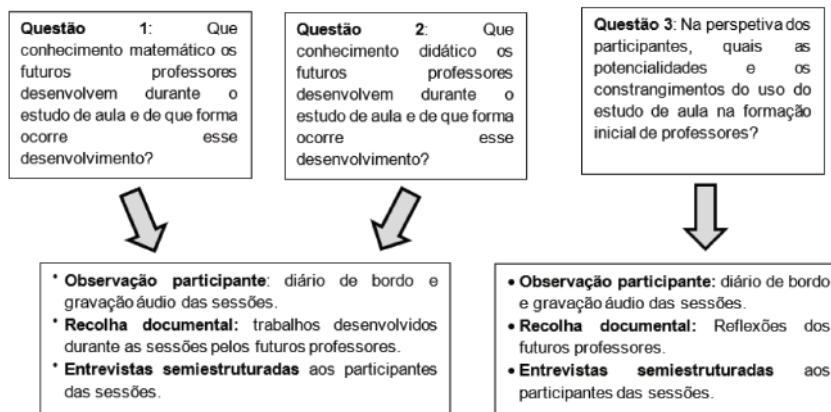 Questão 1: Que
conhecimento matemático os
futuros professores
desenvolvem durante o
estudo de aula e de que forma
ocorre esse
desenvolvimento?
Questão 2: Que
conhecimento didático os
futuros professores
desenvolvem durante o
estudo de aula e de que forma
ocorre esse
desenvolvimento?
Questão 3: Na perspetiva dos
participantes, quais as
potencialidades e os
constrangimentos do uso do
estudo de aula na formação
inicial de professores?
• Observação participante: diário de bordo e
gravação áudio das sessões.
• Recolha documental: trabalhos desenvolvidos
durante as sessões pelos futuros professores.
• Entrevistas semiestruturadas aos participantes
das sessões.
• Observação participante: diário de bordo
e gravação áudio das sessões.
• Recolha documental: Reflexões dos
futuros professores.
• Entrevistas semiestruturadas aos
participantes das sessões.